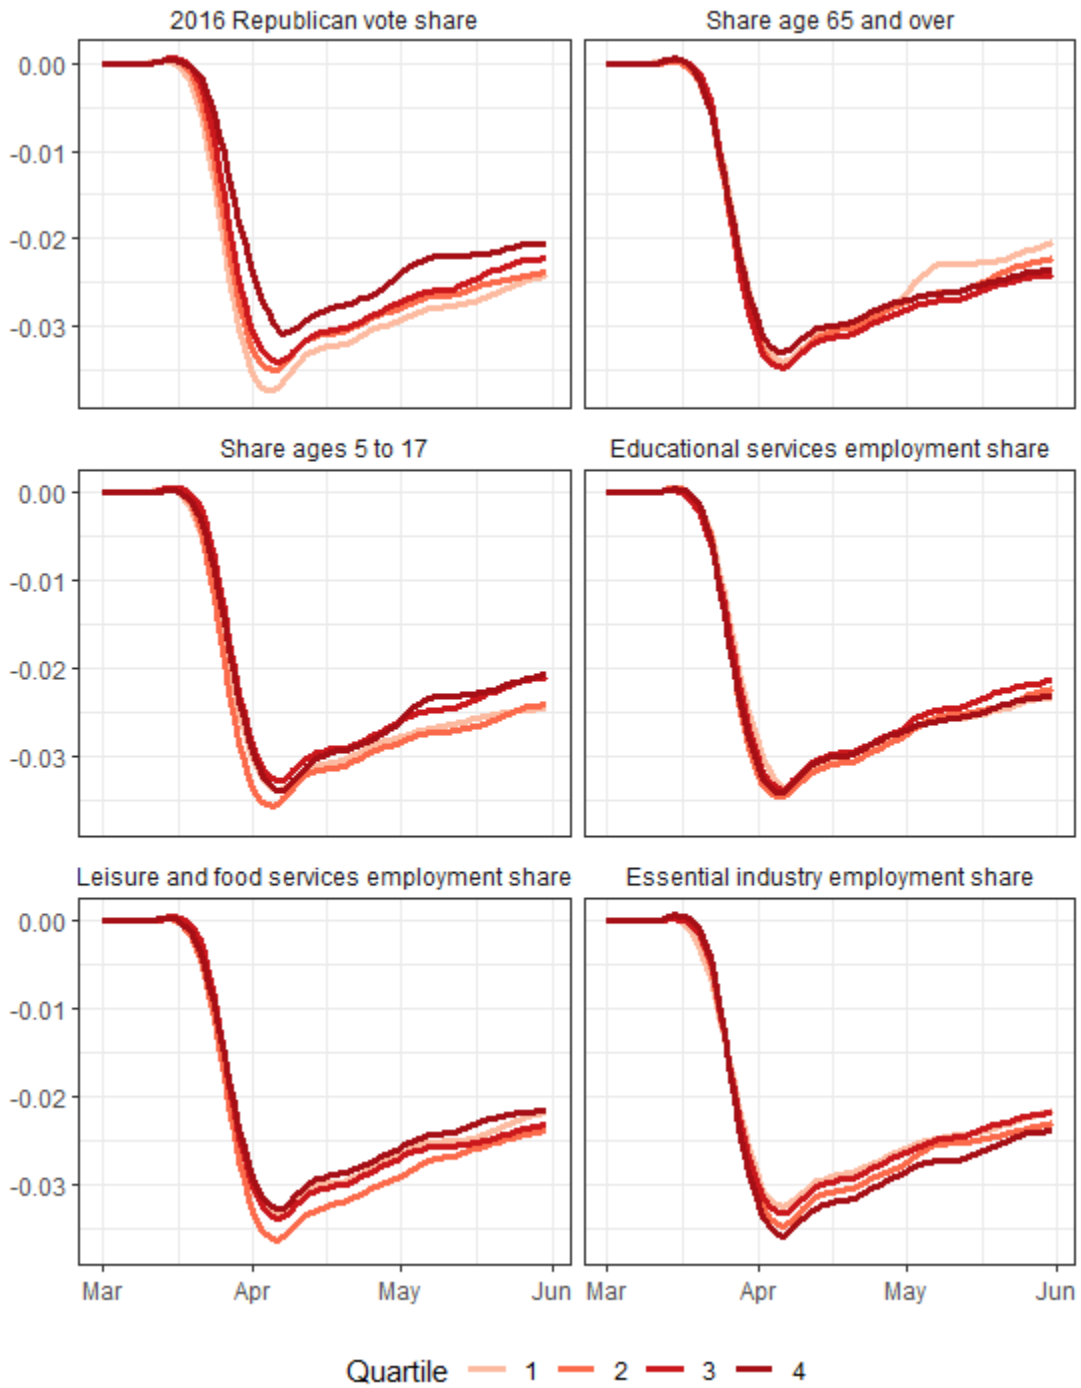 2016 Republican vote share
Share age 65 and over
0.00
-0.01
-0.02
-0.03
Share ages 5 to 17
Educational services employment share
0.00
-0.01
-0.02
-0.03
Leisure and food services employment share
Essential industry employment share
0.00
-0.01
-0.02
-0.03
Mar Apr May Jun Mar Apr May Jun
Quartile 1 2 3 4